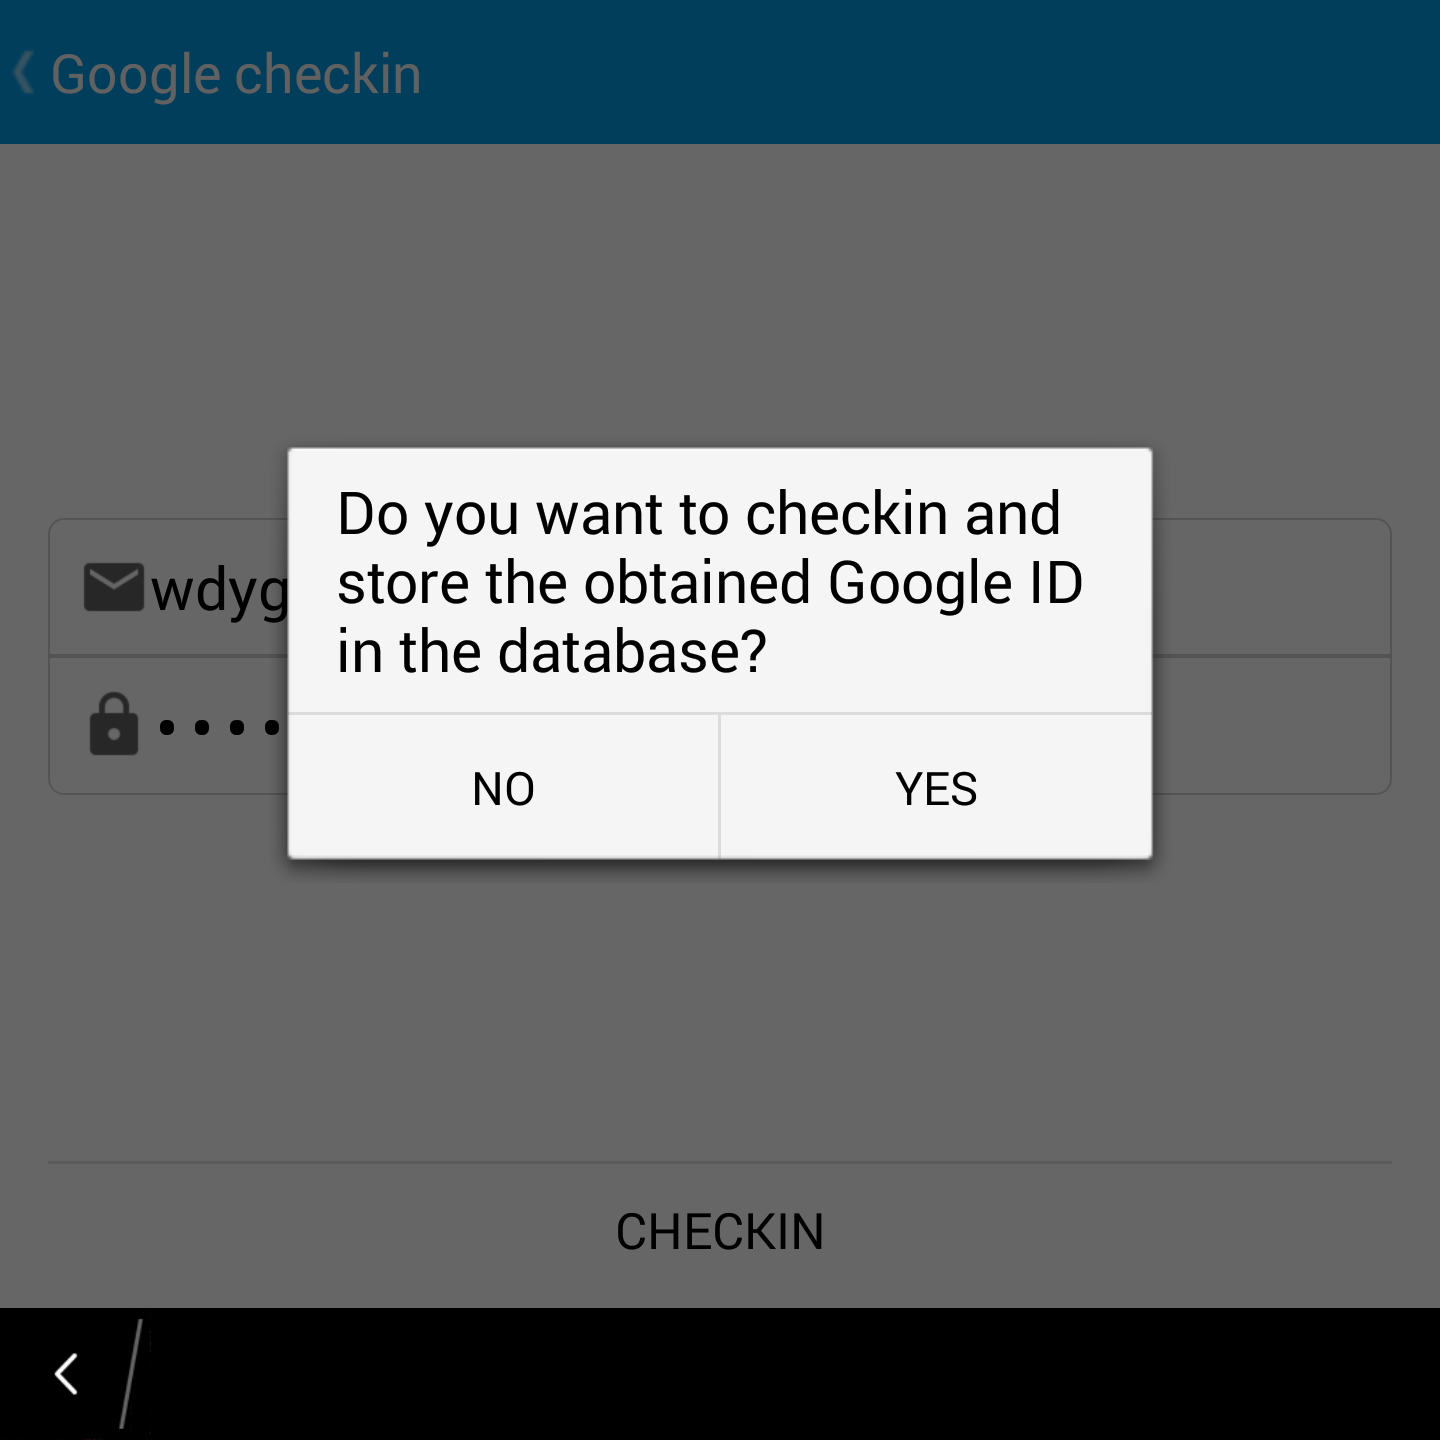 Google checkin
Do you want to checkin and
store the obtained Google ID
in the database?
NO YES
CHECKIN